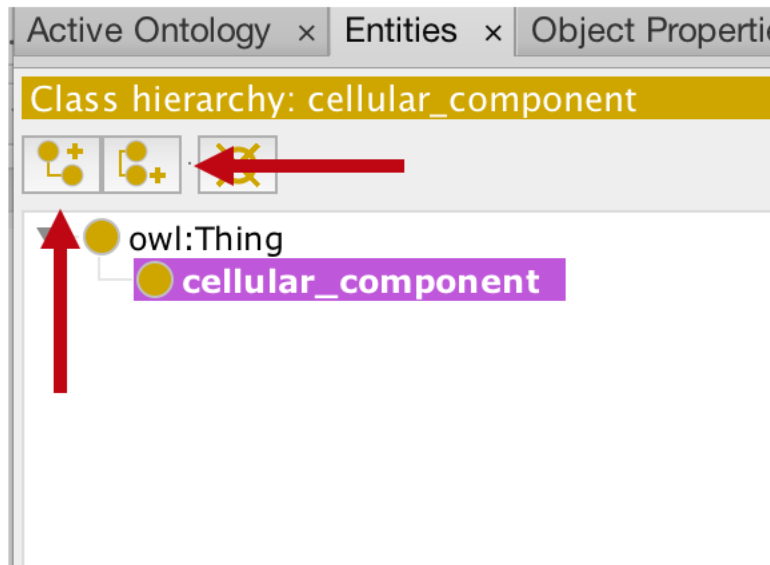 Active Ontology × Entities × Object Properti
Class hierarchy: cellular_component
owl:Thing
cellular_component